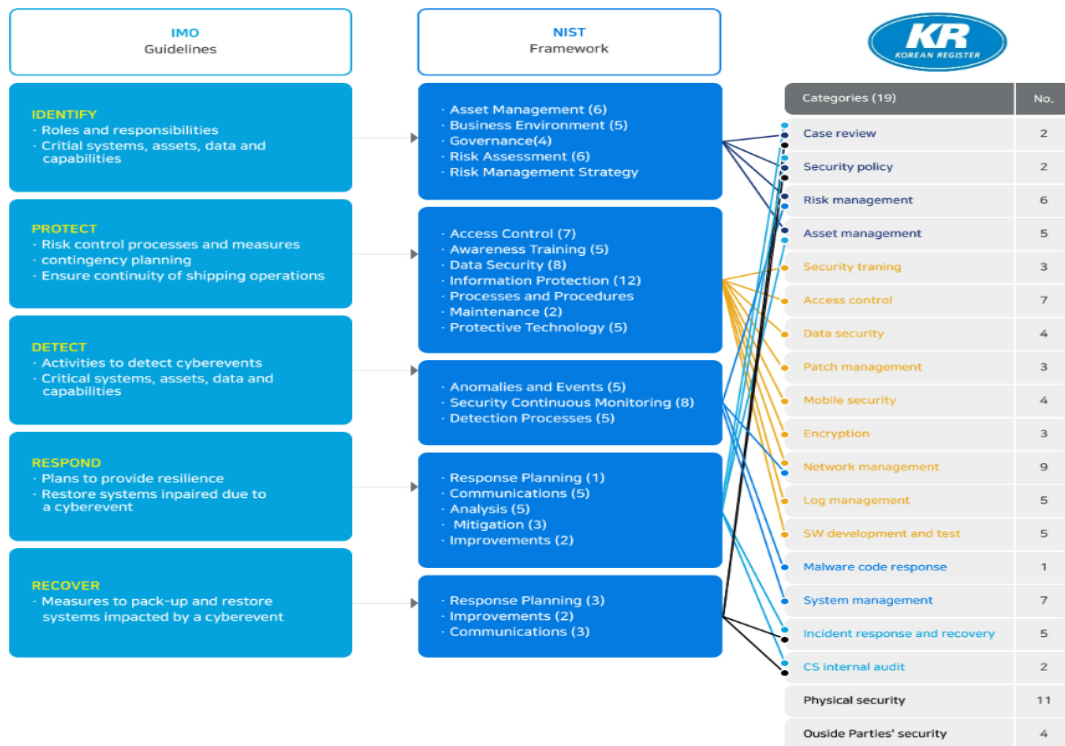 IMO
Guidelines
IDENTIFY
· Roles and responsibilities
· Critial systems, assets, data and
capabilities
PROTECT
· Risk control processes and measures
· contingency planning
· Ensure continuity of shipping operations
DETECT
· Activities to detect cyberevents
· Critical systems, assets, data and
capabilities
RESPOND
· Plans to provide resilience
· Restore systems inpaired due to
a cyberevent
RECOVER
· Measures to pack-up and restore
systems impacted by a cyberevent
NIST
Framework
· Asset Management (6)
· Business Environment (5)
· Governance(4)
· Risk Assessment (6)
· Risk Management Strategy
· Access Control (7)
· Awareness Training (5)
· Data Security (8)
· Information Protection (12)
· Processes and Procedures
· Maintenance (2)
· Protective Technology (5)
· Anomalies and Events (5)
· Security Continuous Monitoring (8)
· Detection Processes (5)
· Response Planning (1)
· Communications (5)
· Analysis (5)
· Mitigation (3)
· Improvements (2)
· Response Planning (3)
· Improvements (2)
· Communications (3)
KR
KOREAN REGISTER
Categories (19) No.
Case review 2
Security policy 2
Risk management 6
Asset management 5
Security traning 3
Access control 7
Data security 4
Patch management 3
Mobile security 4
Encryption 3
Network management 9
Log management 5
SW development and test 5
Malware code response 1
System management 7
Incident response and recovery 5
CS internal audit 2
Physical security 11
Ouside Parties' security 4